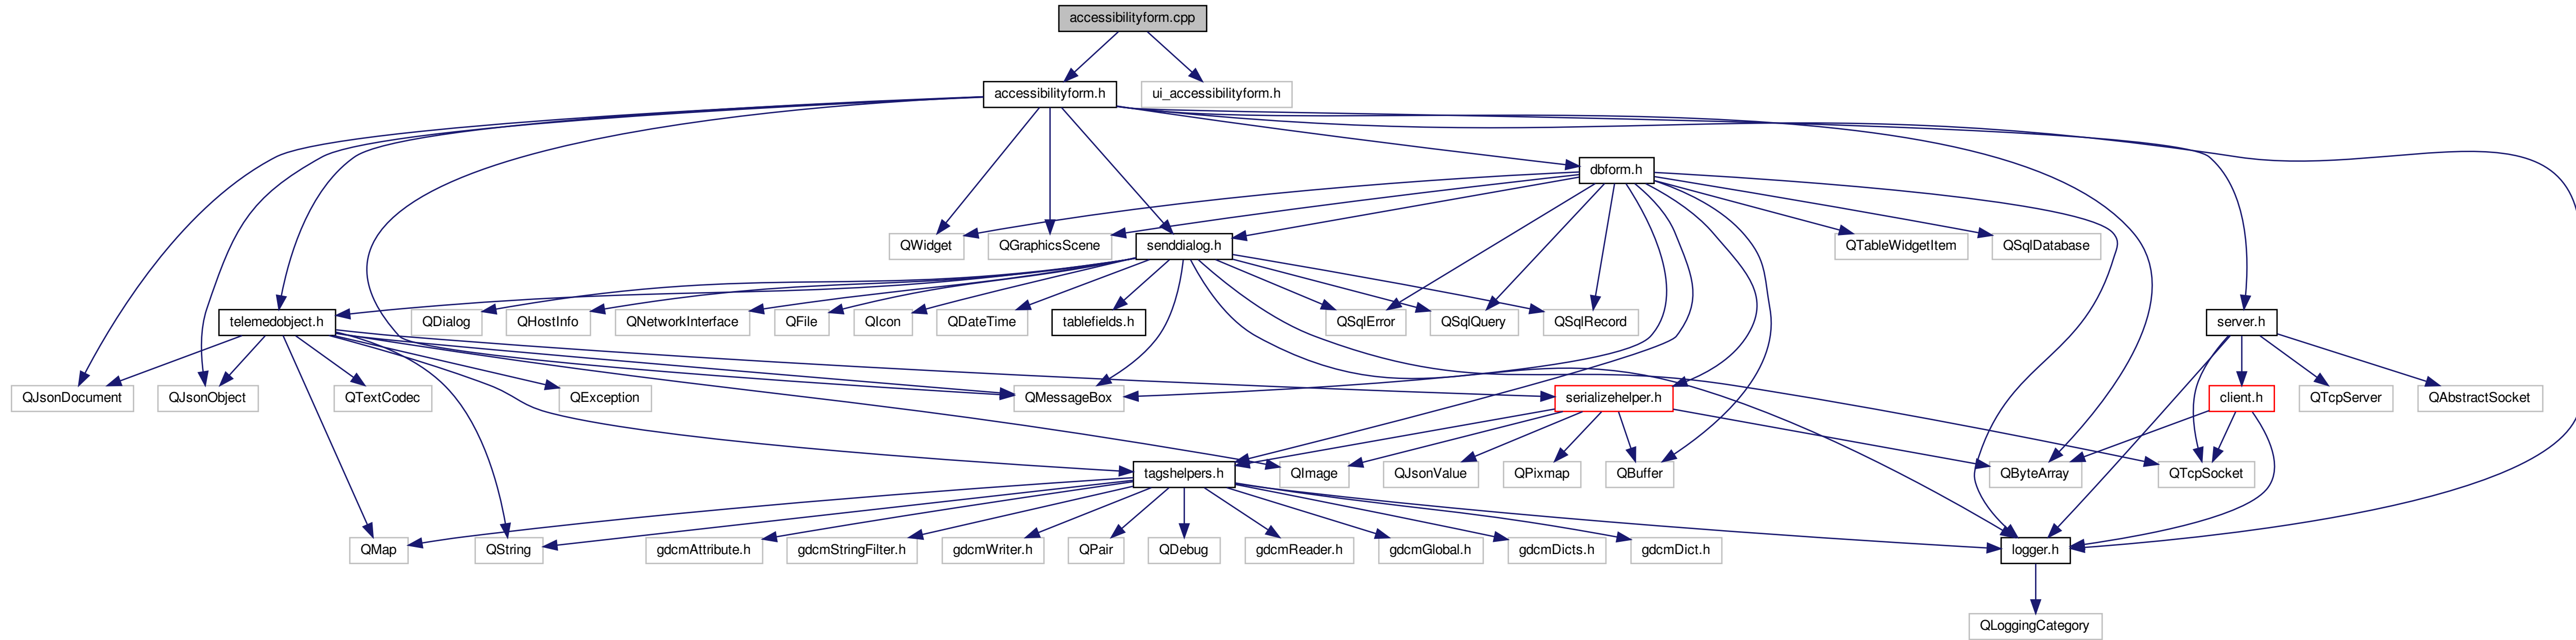 accessibilityform.cpp
accessibilityform.h
ui_accessibilityform.h
dbform.h
QWidget
QGraphicsScene
senddialog.h
QTableWidgetItem
QSqlDatabase
telemedobject.h
QDialog
QHostInfo
QNetworkInterface
QFile
QIcon
QDateTime
tablefields.h
QSqlError
QSqlQuery
QSqlRecord
server.h
QJsonDocument
QJsonObject
QTextCodec
QException
QMessageBox
serializehelper.h
client.h
QTcpServer
QAbstractSocket
tagshelpers.h
QImage
QJsonValue
QPixmap
QBuffer
QByteArray
QTcpSocket
QMap
QString
gdcmAttribute.h
gdcmStringFilter.h
gdcmWriter.h
QPair
QDebug
gdcmReader.h
gdcmGlobal.h
gdcmDicts.h
gdcmDict.h
logger.h
QLoggingCategory